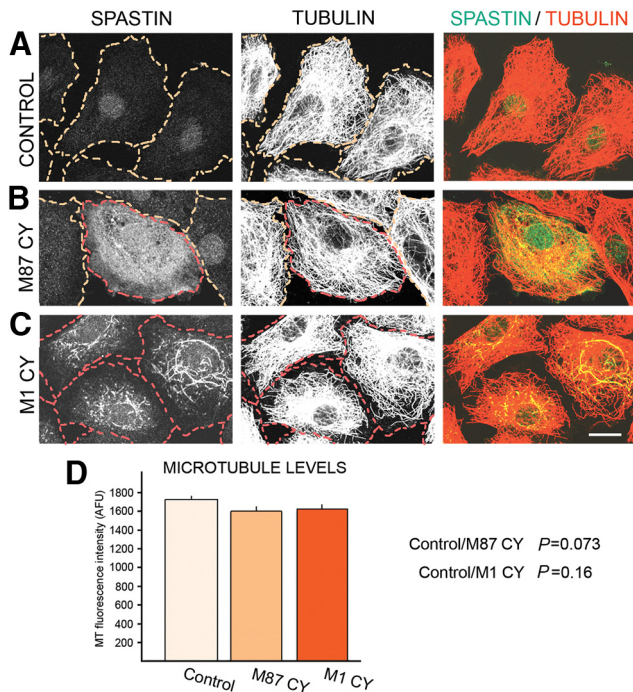 SPASTIN TUBULIN SPASTIN / TUBULIN
A
CONTROL
B
M87 CY
C
M1 CY
D MICROTUBULE LEVELS
MT fluorescence intensity (AFU)
1800
1600
1400
1200
1000
800
600
400
200
Control M87 CY M1 CY
Control/M87 CY P=0.073
Control/M1 CY P=0.16